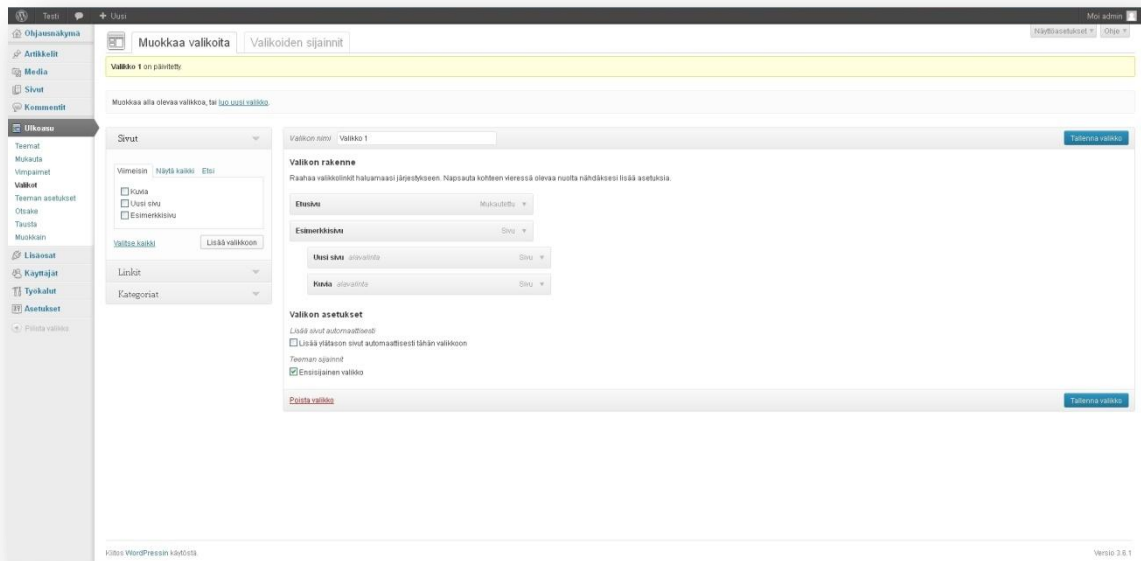 Testi + Uusi Moi admin
Näyttöasetukset Ohje
Ohjausnäkymä
Artikkelit
Media
Sivut
Kommentit
Ulkoasu
Teemat
Mukauta
Vimpaimet
Valikot
Teeman asetukset
Otsake
Tausta
Muokkain
Lisäosat
Käyttäjät
Työkalut
Asetukset
Pienitä valikko
Muokkaa valikoita Valikoiden sijainnit
Valikko 1 on päivitetty.
Muokkaa alla olevaa valikkoa, tai luo uusi valikko.
Sivut
Viimeisin Näytä kaikki Etsi
Kuvia
Uusi sivu
Esimerkkisivu
Valitse kaikki Lisää valikkoon
Linkit
Kategoriat
Valikon nimi Valikko 1 Tallenna valikko
Valikon rakenne
Raahaa valikkolinkit haluamaasi järjestykseen. Napsauta kohteen vieressä olevaa nuolta nähdäksesi lisää asetuksia.
Etusivu Mukautettu
Esimerkkisivu Sivu
Uusi sivu alavalinta Sivu
Kuvia alavalinta Sivu
Valikon asetukset
Lisää sivut automaattisesti
Lisää ylätason sivut automaattisesti tähän valikkoon
Teeman sijainnit
Ensisijainen valikko
Poista valikko Tallenna valikko
Kiitos WordPressin käytöstä. Versio 3.6.1